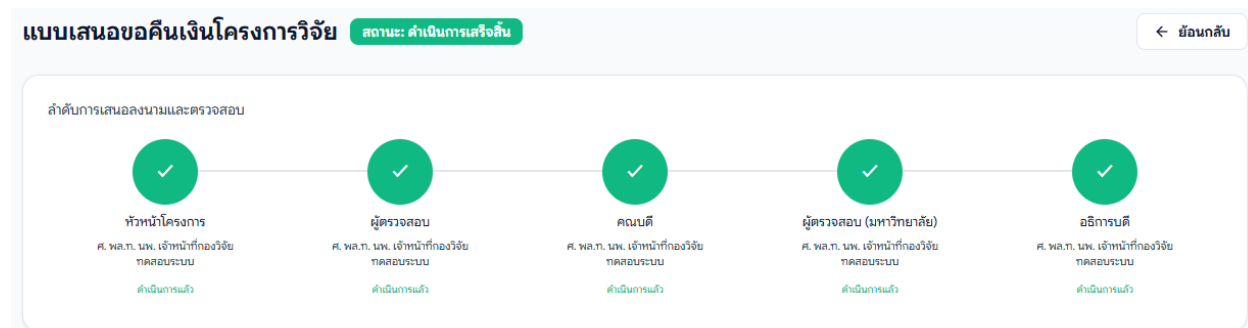 แบบเสนอขอคืนเงินโครงการวิจัย สถานะ: ดำเนินการเสร็จสิ้น ← ย้อนกลับ
ลำดับการเสนอลงนามและตรวจสอบ
หัวหน้าโครงการ ผู้ตรวจสอบ คณบดี ผู้ตรวจสอบ (มหาวิทยาลัย) อธิการบดี
ศ. พล.ท. นพ. เจ้าหน้าที่กองวิจัย ศ. พล.ท. นพ. เจ้าหน้าที่กองวิจัย ศ. พล.ท. นพ. เจ้าหน้าที่กองวิจัย ศ. พล.ท. นพ. เจ้าหน้าที่กองวิจัย ศ. พล.ท. นพ. เจ้าหน้าที่กองวิจัย
ทดสอบระบบ ทดสอบระบบ ทดสอบระบบ ทดสอบระบบ ทดสอบระบบ
ดำเนินการแล้ว ดำเนินการแล้ว ดำเนินการแล้ว ดำเนินการแล้ว ดำเนินการแล้ว